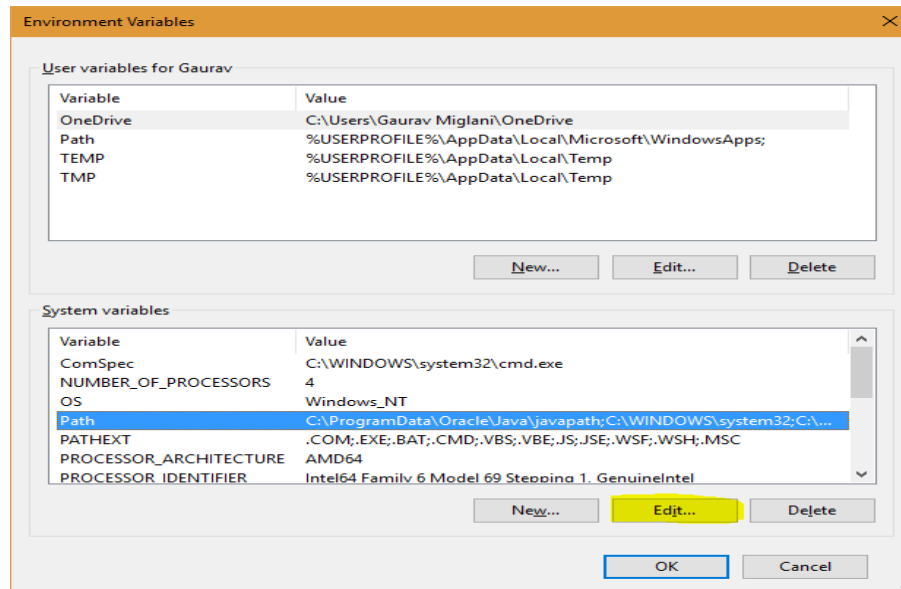 Environment Variables
User variables for Gaurav
Variable Value
OneDrive C:\Users\Gaurav Miglani\OneDrive
Path %USERPROFILE%\AppData\Local\Microsoft\WindowsApps;
TEMP %USERPROFILE%\AppData\Local\Temp
TMP %USERPROFILE%\AppData\Local\Temp
New... Edit... Delete
System variables
Variable Value
ComSpec C:\WINDOWS\system32\cmd.exe
NUMBER_OF_PROCESSORS 4
OS Windows_NT
Path C:\ProgramData\Oracle\Java\javapath;C:\WINDOWS\system32;C:\...
PATHEXT .COM;.EXE;.BAT;.CMD;.VBS;.VBE;.JS;.JSE;.WSF;.WSH;.MSC
PROCESSOR_ARCHITECTURE AMD64
PROCESSOR_IDENTIFIER Intel64 Family 6 Model 69 Stepping 1, GenuineIntel
New... Edit... Delete
OK Cancel